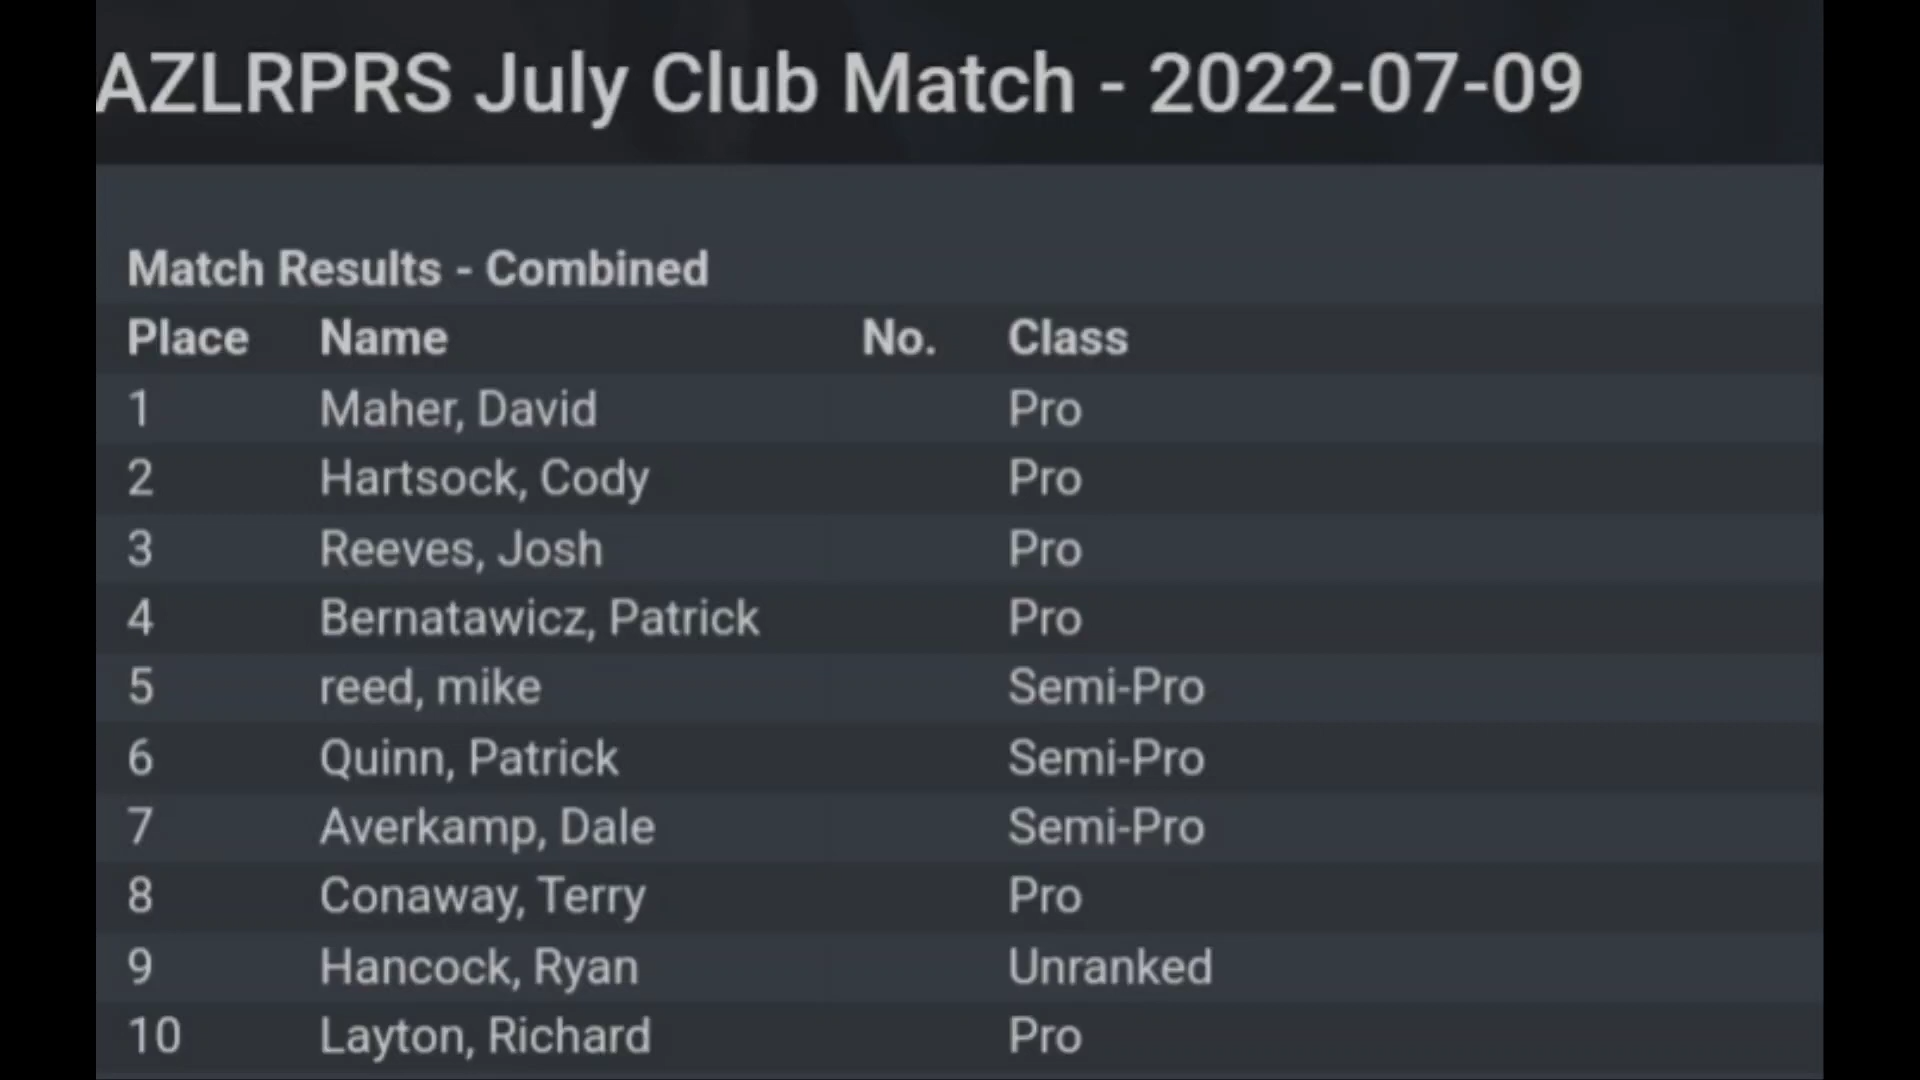 AZLRPRS July Club Match - 2022-07-09
Match Results - Combined
Place Name No. Class
1 Maher, David Pro
2 Hartsock, Cody Pro
3 Reeves, Josh Pro
4 Bernatawicz, Patrick Pro
5 reed, mike Semi-Pro
6 Quinn, Patrick Semi-Pro
7 Averkamp, Dale Semi-Pro
8 Conaway, Terry Pro
9 Hancock, Ryan Unranked
10 Layton, Richard Pro